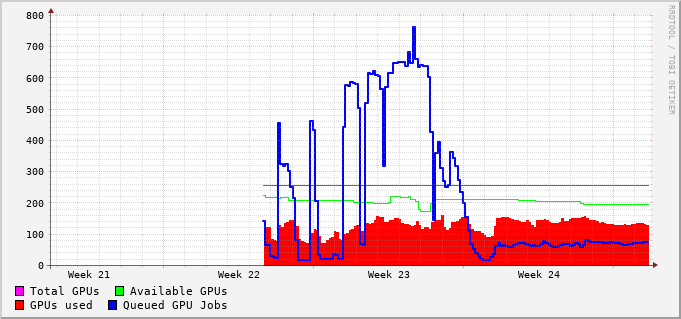 800
700
600
500
400
300
200
100
0
Week 21 Week 22 Week 23 Week 24
Total GPUs Available GPUs
GPUs used Queued GPU Jobs
RRDTOOL / TOBI OETIKER